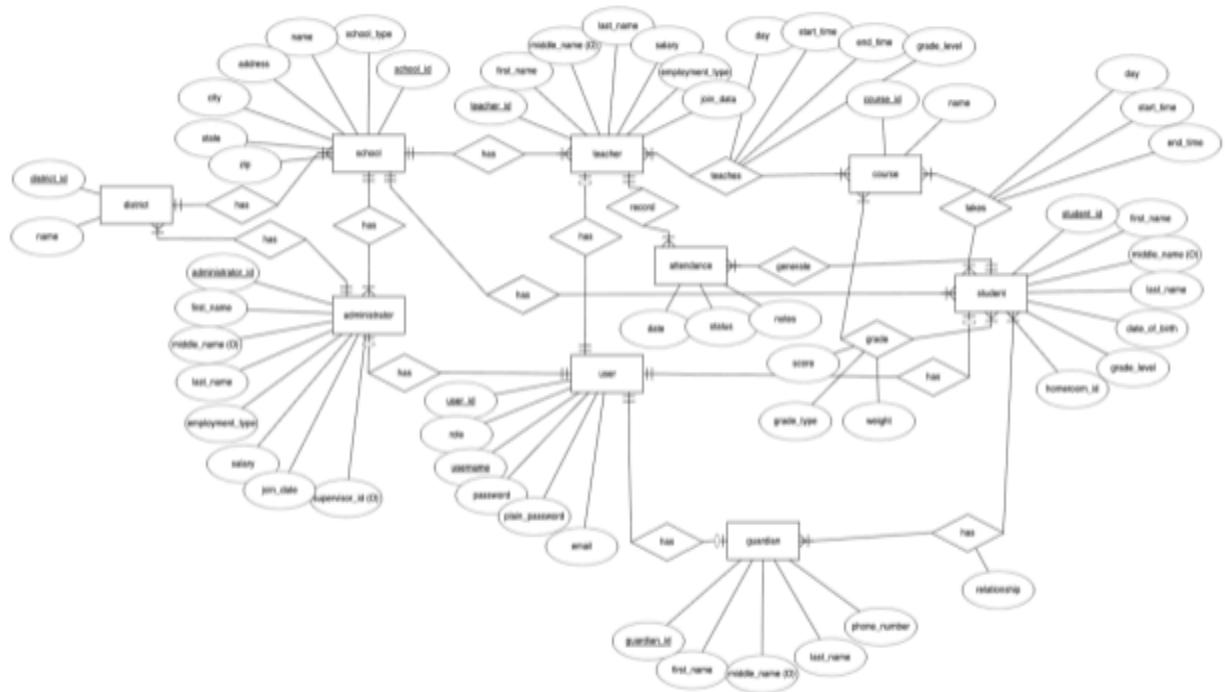 name
school_type
address
school_id
city
state
zip
school
last_name
middle_name (O)
salary
first_name
employment_type
teacher_id
join_data
teacher
day
start_time
end_time
grade_level
course_id
name
course
day
start_time
end_time
has
teaches
takes
district_id
district
name
has
has
has
record
has
attendance
generate
date
status
notes
student_id
first_name
middle_name (O)
last_name
date_of_birth
grade_level
homeroom_id
student
has
administrator_id
first_name
middle_name (O)
last_name
employment_type
salary
join_date
supervisor_id (O)
administrator
has
user
user_id
role
username
password
plain_password
email
score
grade
grade_type
weight
has
has
guardian
has
relationship
guardian_id
first_name
middle_name (O)
last_name
phone_number